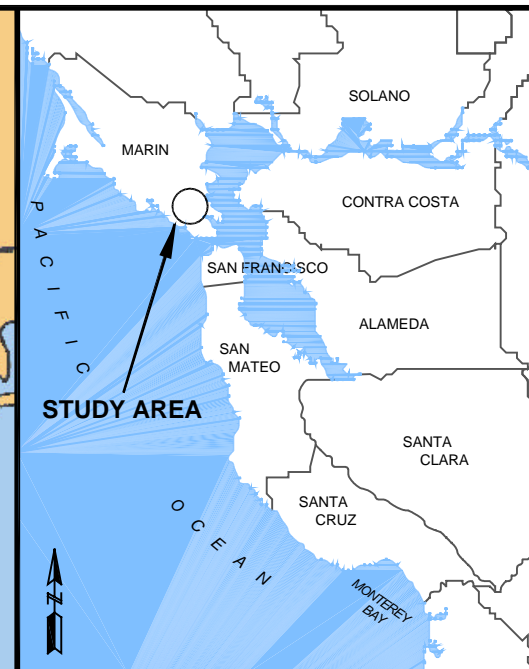 SOLANO
MARIN
CONTRA COSTA
PACIFIC
SAN FRANCISCO
ALAMEDA
SAN
MATEO
STUDY AREA
SANTA
CLARA
SANTA
CRUZ
OCEAN
MONTEREY
BAY
N